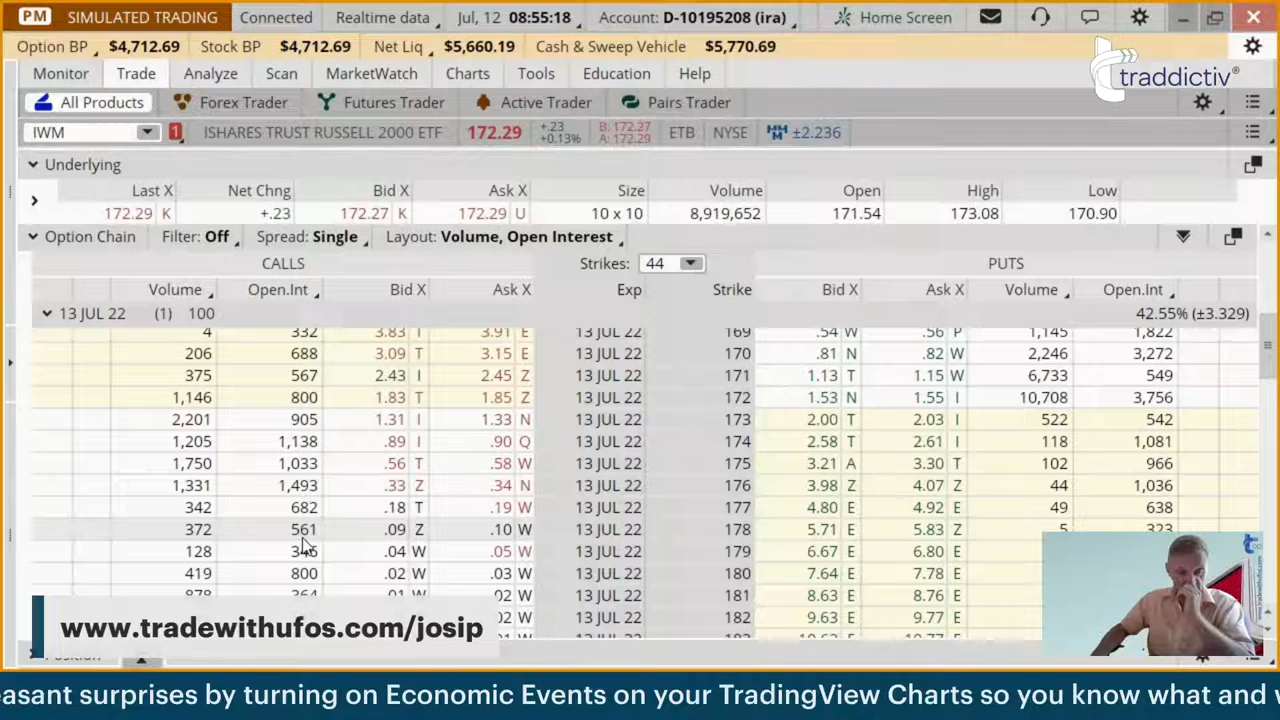 PM SIMULATED TRADING Connected Realtime data Jul, 12 08:55:18 Account: D-10195208 (ira) Home Screen
Option BP $4,712.69 Stock BP $4,712.69 Net Liq $5,660.19 Cash & Sweep Vehicle $5,770.69
traddictiv®
Monitor Trade Analyze Scan MarketWatch Charts Tools Education Help
All Products Forex Trader Futures Trader Active Trader Pairs Trader
IWM 1 ISHARES TRUST RUSSELL 2000 ETF 172.29 +.23 +0.13% B: 172.27 A: 172.29 ETB NYSE MM ±2.236
Underlying
Last X Net Chng Bid X Ask X Size Volume Open High Low
172.29 K +.23 172.27 K 172.29 U 10 x 10 8,919,652 171.54 173.08 170.90
Option Chain Filter: Off Spread: Single Layout: Volume, Open Interest
CALLS Strikes: 44 PUTS
Volume Open.Int Bid X Ask X Exp Strike Bid X Ask X Volume Open.Int
13 JUL 22 (1) 100 42.55% (±3.329)
4 332 3.83 T 3.91 E 13 JUL 22 169 .54 W .56 P 1,145 1,822
206 688 3.09 T 3.15 E 13 JUL 22 170 .81 N .82 W 2,246 3,272
375 567 2.43 I 2.45 Z 13 JUL 22 171 1.13 T 1.15 W 6,733 549
1,146 800 1.83 T 1.85 Z 13 JUL 22 172 1.53 N 1.55 I 10,708 3,756
2,201 905 1.31 I 1.33 N 13 JUL 22 173 2.00 T 2.03 I 522 542
1,205 1,138 .89 I .90 Q 13 JUL 22 174 2.58 T 2.61 I 118 1,081
1,750 1,033 .56 T .58 W 13 JUL 22 175 3.21 A 3.30 T 102 966
1,331 1,493 .33 Z .34 N 13 JUL 22 176 3.98 Z 4.07 Z 44 1,036
342 682 .18 T .19 W 13 JUL 22 177 4.80 E 4.92 E 49 638
372 561 .09 Z .10 W 13 JUL 22 178 5.71 E 5.83 Z 5 323
128 .04 W .05 W 13 JUL 22 179 6.67 E 6.80 E
419 800 .02 W .03 W 13 JUL 22 180 7.64 E 7.78 E
13 JUL 22 181 8.63 E 8.76 E
13 JUL 22 182 9.63 E 9.77 E
www.tradewithufos.com/josip
easant surprises by turning on Economic Events on your TradingView Charts so you know what and